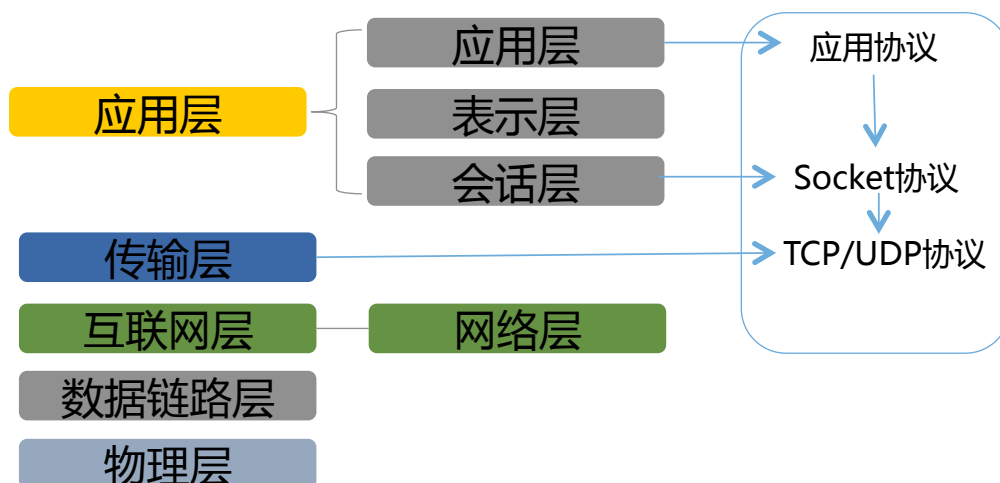 应用层
应用协议
应用层
表示层
会话层
Socket协议
传输层
TCP/UDP协议
互联网层
网络层
数据链路层
物理层